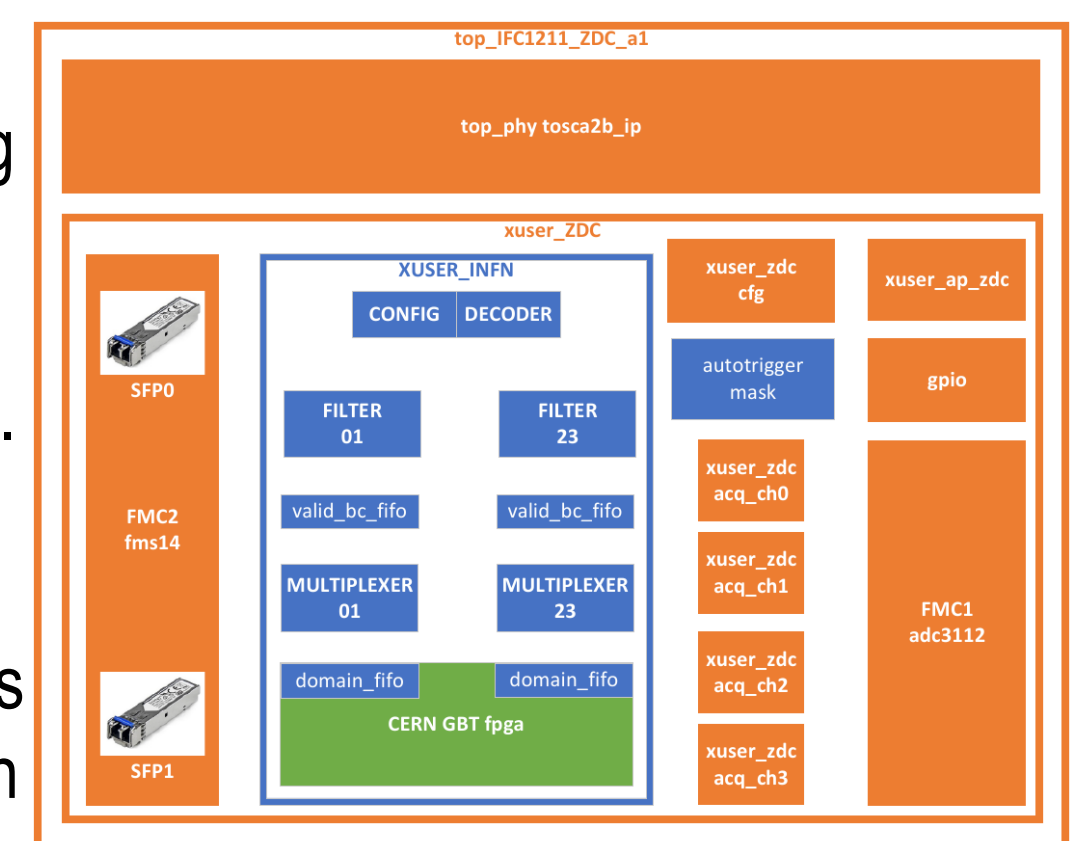 top_IFC1211_ZDC_a1
top_phy tosca2b_ip
g
.
s
n
xuser_ZDC
SFP0
FMC2
fms14
SFP1
XUSER_INFN
CONFIG
DECODER
FILTER
01
FILTER
23
valid_bc_fifo
valid_bc_fifo
MULTIPLEXER
01
MULTIPLEXER
23
domain_fifo
domain_fifo
CERN GBT fpga
xuser_zdc
cfg
autotrigger
mask
xuser_zdc
acq_ch0
xuser_zdc
acq_ch1
xuser_zdc
acq_ch2
xuser_zdc
acq_ch3
xuser_ap_zdc
gpio
FMC1
adc3112